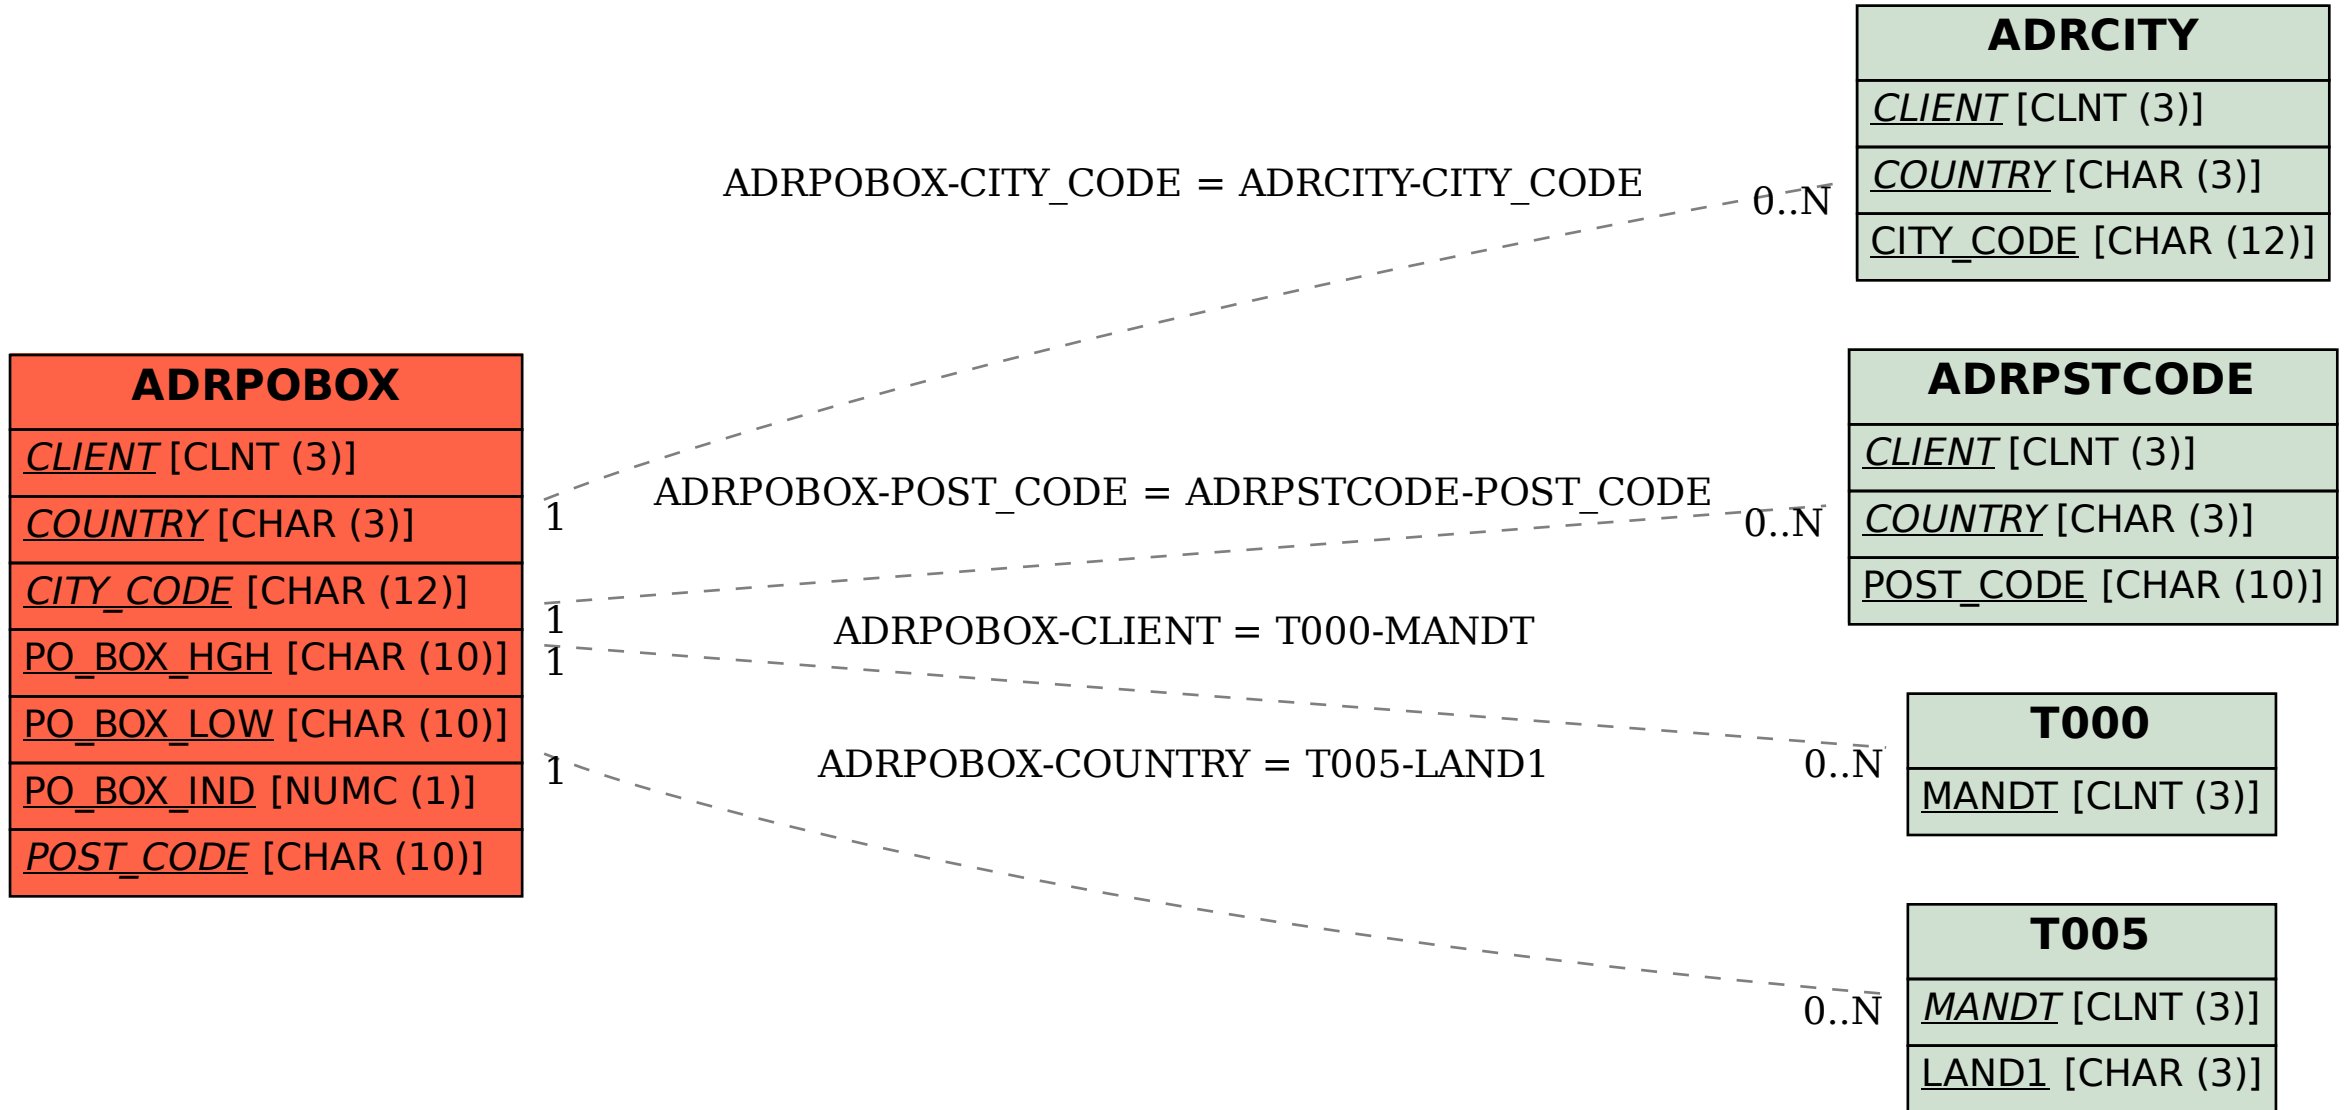 ADRPOBOX
CLIENT [CLNT (3)]
COUNTRY [CHAR (3)]
CITY_CODE [CHAR (12)]
PO_BOX_HGH [CHAR (10)]
PO_BOX_LOW [CHAR (10)]
PO_BOX_IND [NUMC (1)]
POST_CODE [CHAR (10)]
ADRPOBOX-CITY_CODE = ADRCITY-CITY_CODE
0..N
1
ADRPOBOX-POST_CODE = ADRPSTCODE-POST_CODE
0..N
1
ADRPOBOX-CLIENT = T000-MANDT
0..N
1
ADRPOBOX-COUNTRY = T005-LAND1
0..N
1
ADRCITY
CLIENT [CLNT (3)]
COUNTRY [CHAR (3)]
CITY_CODE [CHAR (12)]
ADRPSTCODE
CLIENT [CLNT (3)]
COUNTRY [CHAR (3)]
POST_CODE [CHAR (10)]
T000
MANDT [CLNT (3)]
T005
MANDT [CLNT (3)]
LAND1 [CHAR (3)]